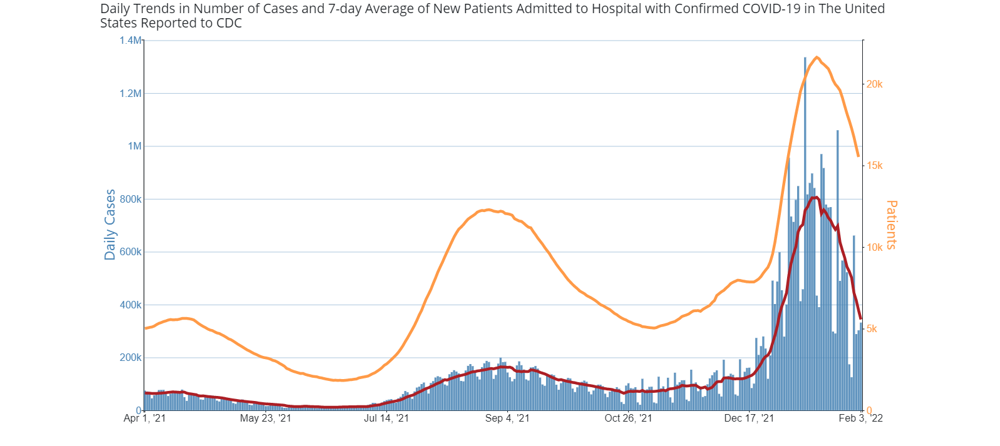 Daily Trends in Number of Cases and 7-day Average of New Patients Admitted to Hospital with Confirmed COVID-19 in The United
States Reported to CDC
1.4M
1.2M
1M
800k
600k
400k
200k
0
Daily Cases
20k
15k
10k
5k
0
Patients
Apr 1, '21
May 23, '21
Jul 14, '21
Sep 4, '21
Oct 26, '21
Dec 17, '21
Feb 3, '22